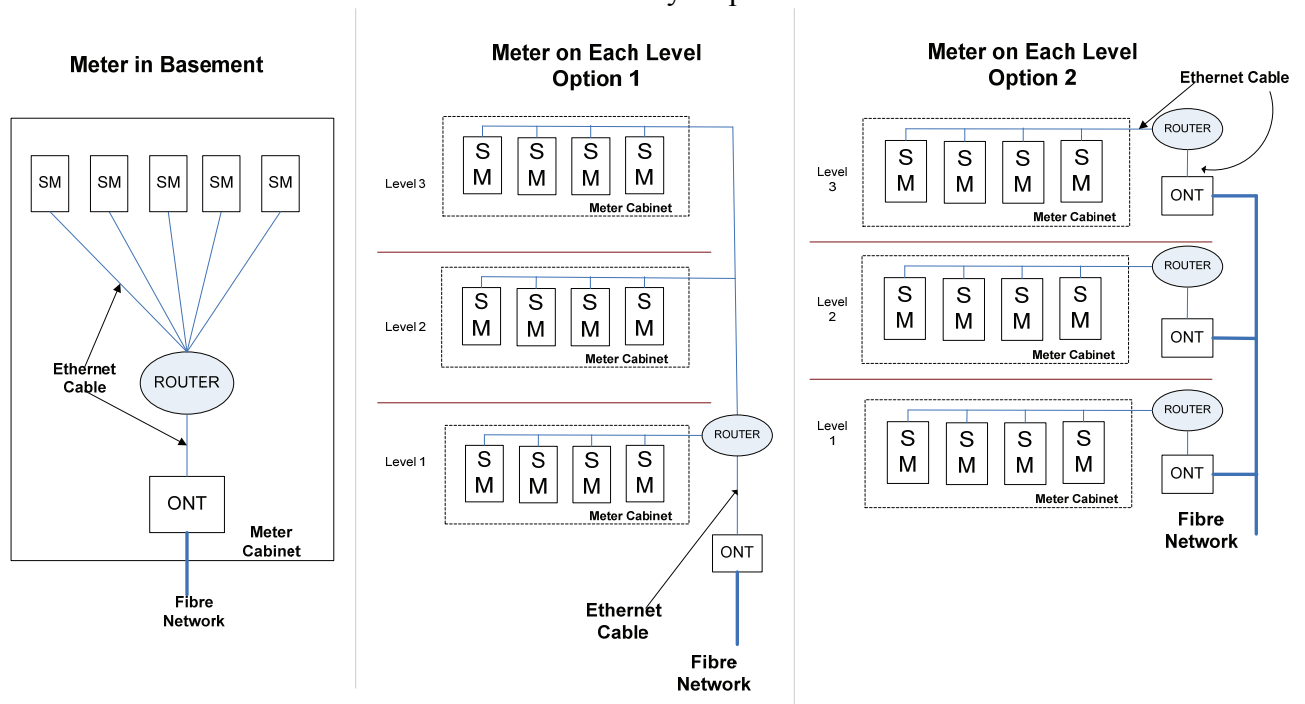 Meter in Basement
SM SM SM SM SM
Ethernet
Cable
ROUTER
ONT
Meter
Cabinet
Fibre
Network
Meter on Each Level
Option 1
Level 3
S S S S
M M M M
Meter Cabinet
Level 2
S S S S
M M M M
Meter Cabinet
Level 1
S S S S
M M M M
Meter Cabinet
ROUTER
ONT
Ethernet
Cable
Fibre
Network
Meter on Each Level
Option 2
Ethernet Cable
Level
3
S S S S
M M M M
Meter Cabinet
ROUTER
ONT
Level
2
S S S S
M M M M
Meter Cabinet
ROUTER
ONT
Level
1
S S S S
M M M M
Meter Cabinet
ROUTER
ONT
Fibre
Network